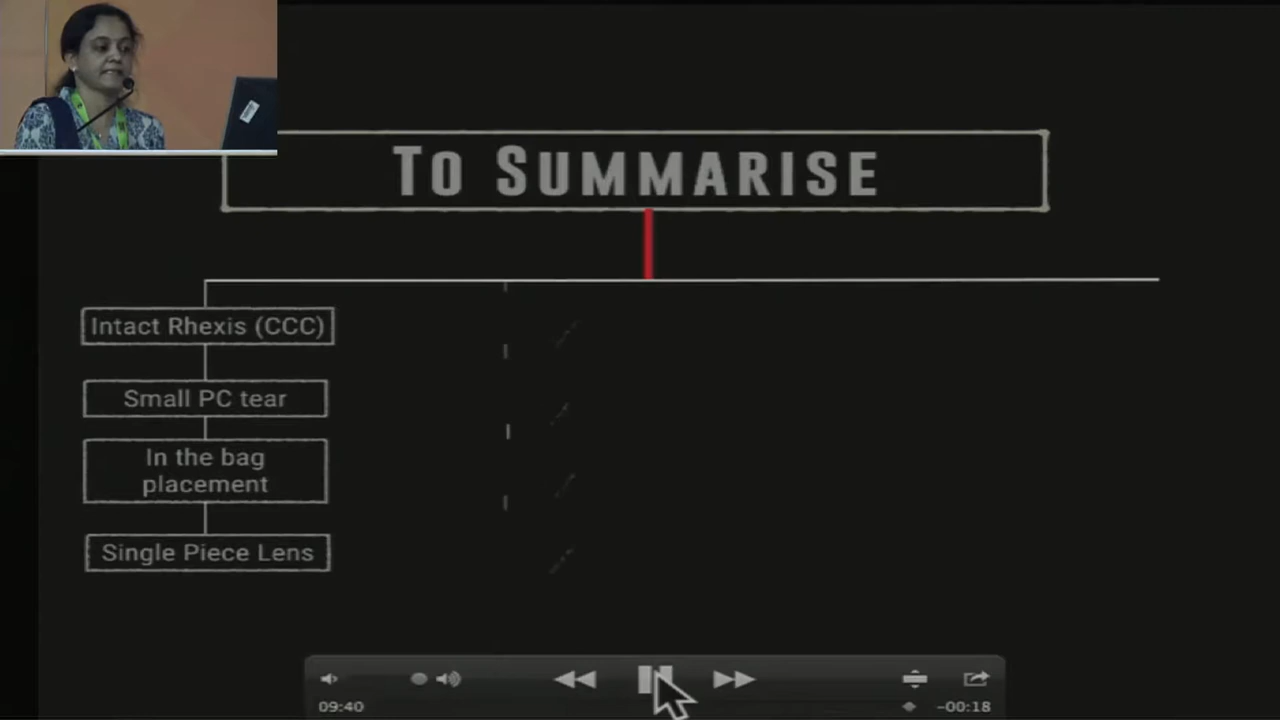 To Summarise
Intact Rhexis (CCC)
Small PC tear
In the bag
placement
Single Piece Lens
09:40
-00:18